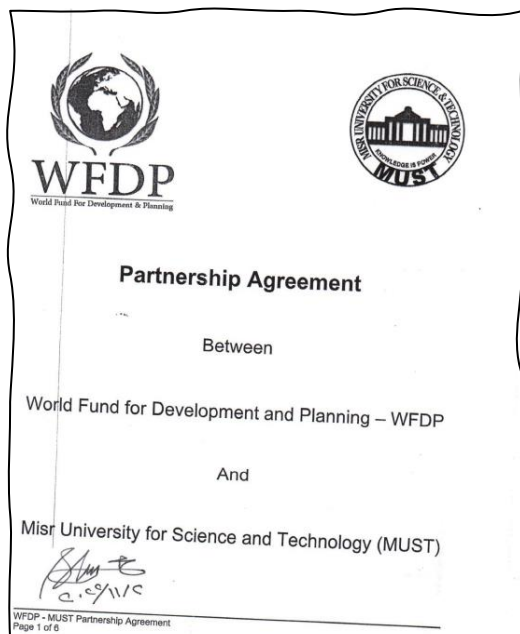 WFDP
World Fund For Development & Planning
MISR UNIVERSITY FOR SCIENCE & TECHNOLOGY
KNOWLEDGE IS POWER
MUST
Partnership Agreement
Between
World Fund for Development and Planning – WFDP
And
Misr University for Science and Technology (MUST)
WFDP - MUST Partnership Agreement
Page 1 of 6